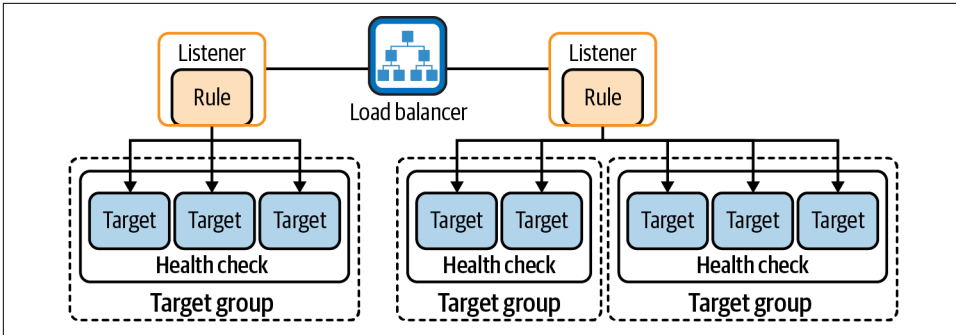 Listener
Rule
Load balancer
Listener
Rule
Target
Target
Target
Health check
Target group
Target
Target
Health check
Target group
Target
Target
Target
Health check
Target group